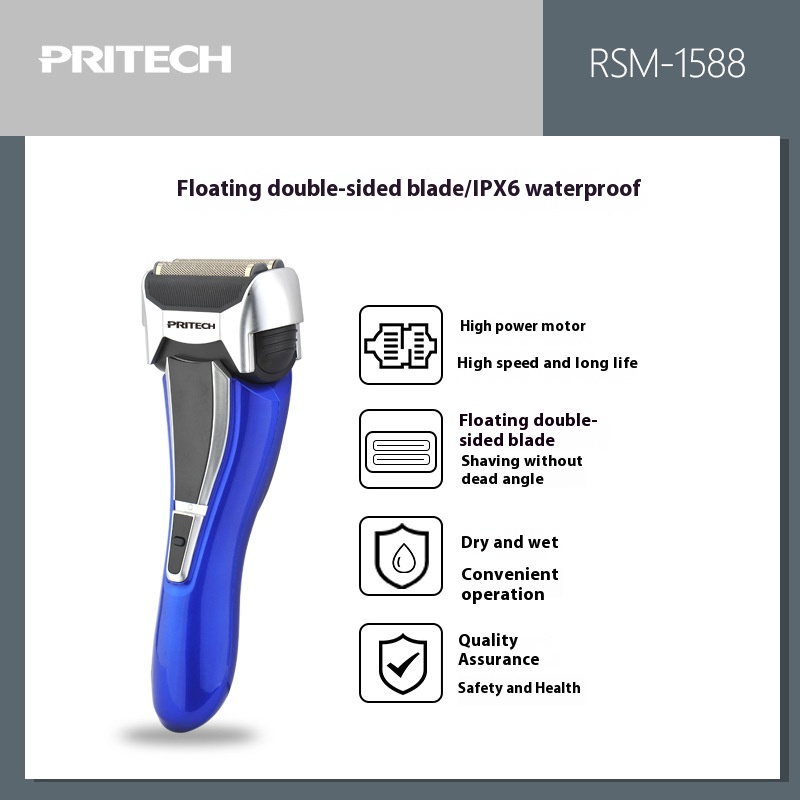 PRITECH
RSM-1588
Floating double-sided blade/IPX6 waterproof
PRITECH
High power motor
High speed and long life
Floating double-
sided blade
Shaving without
dead angle
Dry and wet
Convenient
operation
Quality
Assurance
Safety and Health